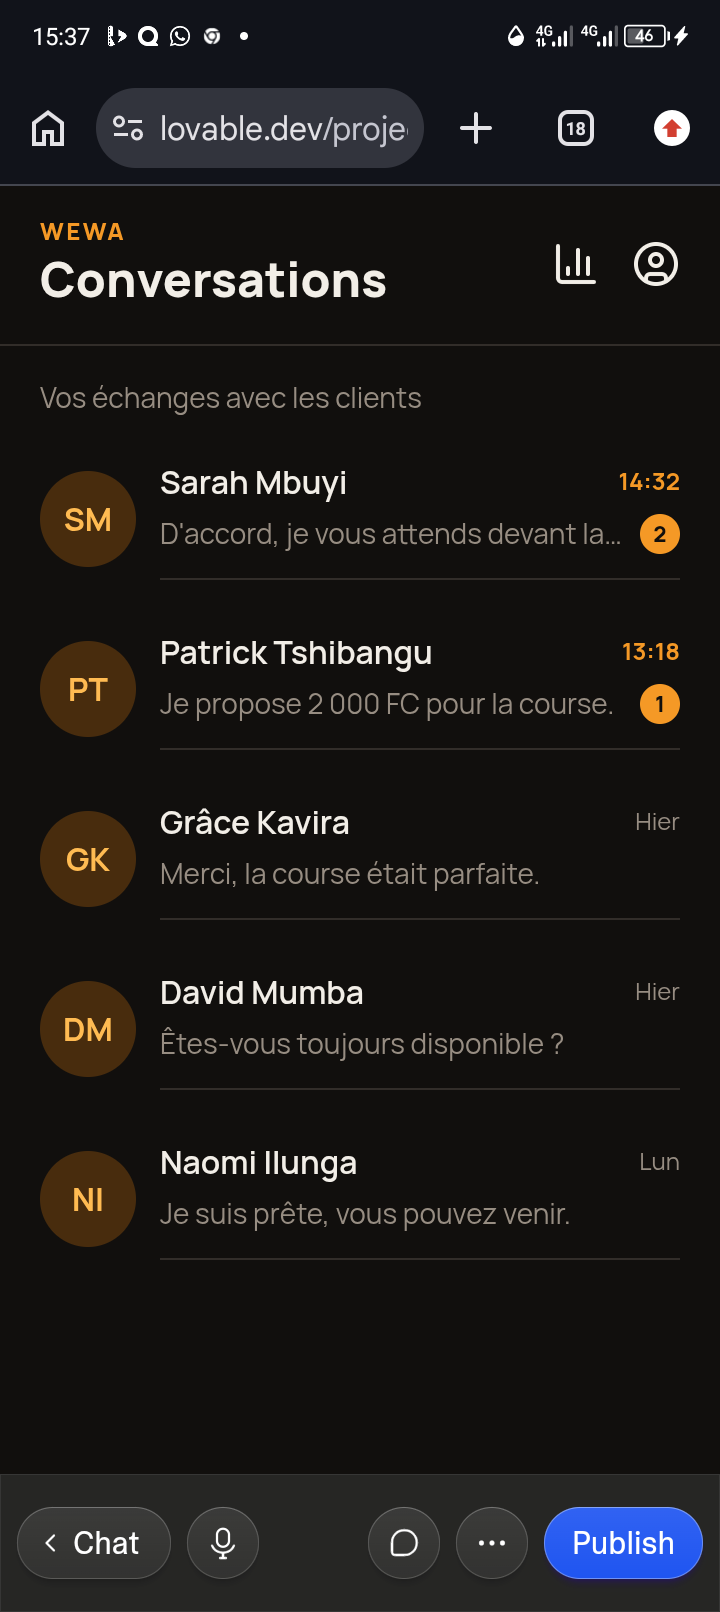 15:37
4G
4G
46
lovable.dev/proje
18
WEWA
Conversations
Vos échanges avec les clients
SM
Sarah Mbuyi
14:32
D'accord, je vous attends devant la...
2
PT
Patrick Tshibangu
13:18
Je propose 2 000 FC pour la course.
1
GK
Grâce Kavira
Hier
Merci, la course était parfaite.
DM
David Mumba
Hier
Êtes-vous toujours disponible ?
NI
Naomi Ilunga
Lun
Je suis prête, vous pouvez venir.
Chat
Publish